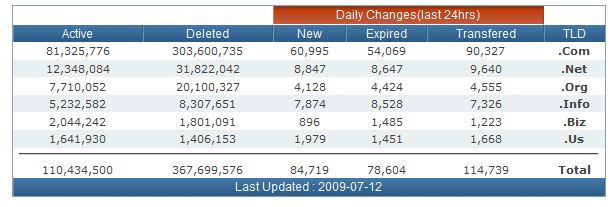 Daily Changes(last 24hrs)
Active Deleted New Expired Transfered TLD
81,325,776 303,600,735 60,995 54,069 90,327 .Com
12,348,084 31,822,042 8,847 8,647 9,640 .Net
7,710,052 20,100,327 4,128 4,424 4,555 .Org
5,232,582 8,307,651 7,874 8,528 7,326 .Info
2,044,242 1,801,091 896 1,485 1,223 .Biz
1,641,930 1,406,153 1,979 1,451 1,668 .Us
110,434,500 367,699,576 84,719 78,604 114,739 Total
Last Updated : 2009-07-12